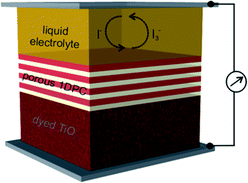 liquid
electrolyte
I⁻
I₃⁻
porous 1DPC
dyed TiO